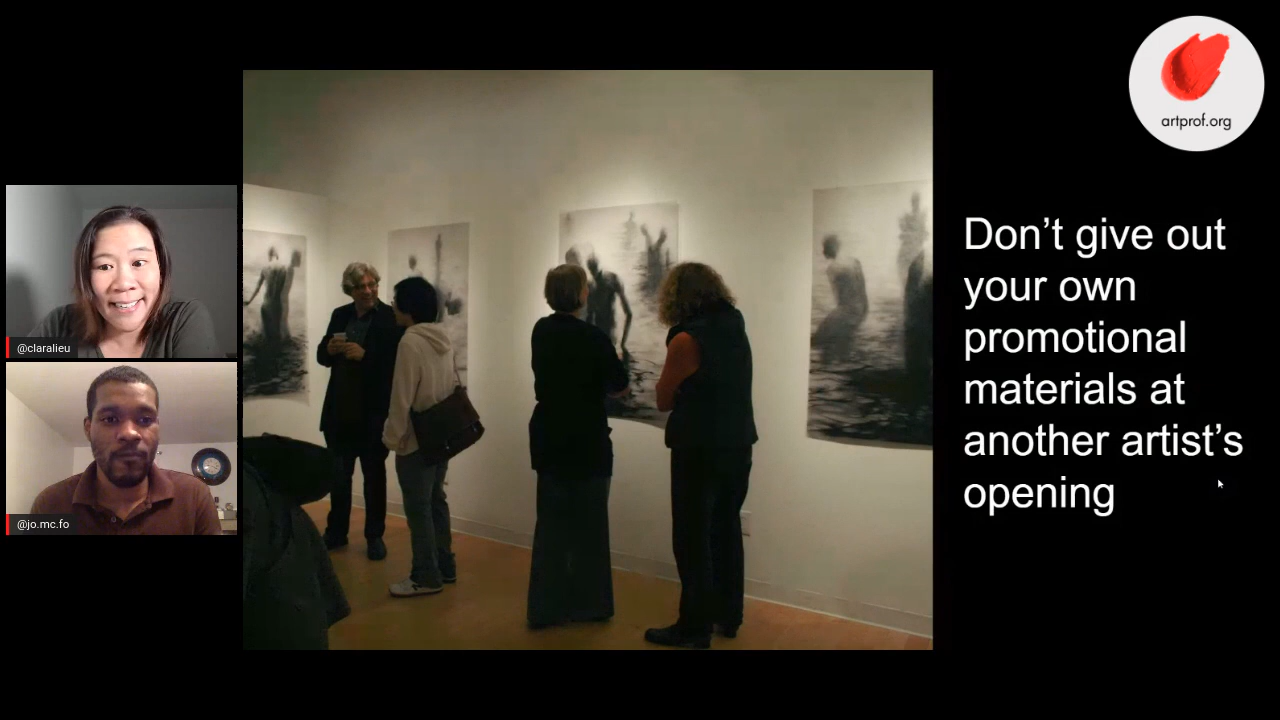 artprof.org
Don’t give out
your own
promotional
materials at
another artist’s
opening
@claralieu
@jo.mc.fo